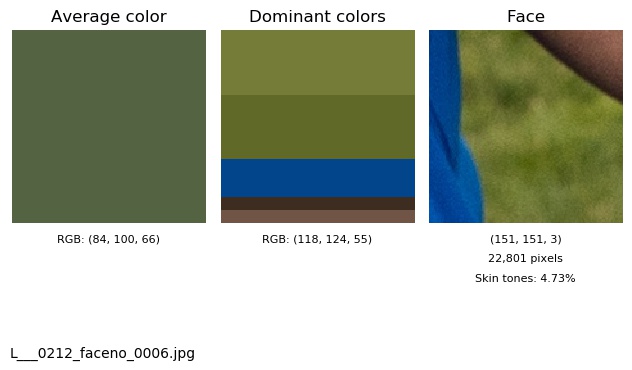 Average color
Dominant colors
Face
RGB: (84, 100, 66)
RGB: (118, 124, 55)
(151, 151, 3)
22,801 pixels
Skin tones: 4.73%
L___0212_faceno_0006.jpg